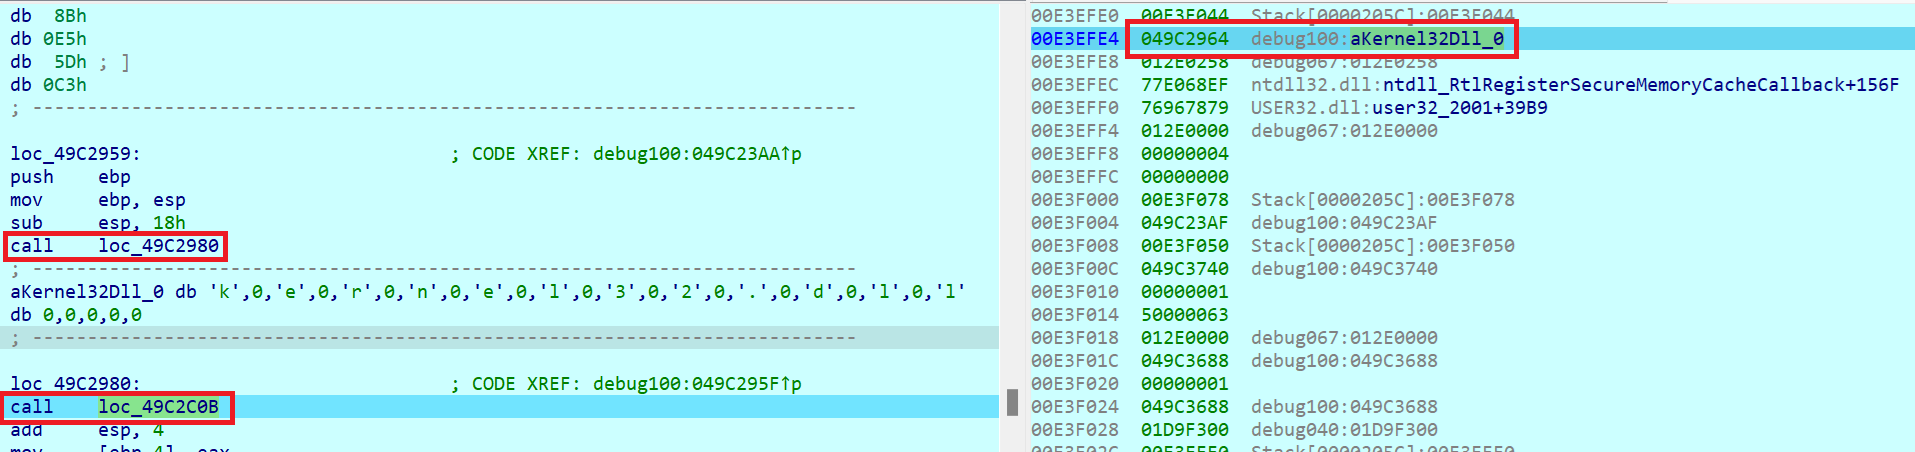 db  8Bh
db  0E5h
db  5Dh ; ]
db  0C3h
; ---------------------------------------------------------------------------
loc_49C2959:                            ; CODE XREF: debug100:049C23AA↑p
push    ebp
mov     ebp, esp
sub     esp, 18h
call    loc_49C2980
; ---------------------------------------------------------------------------
aKernel32Dll_0 db 'k',0,'e',0,'r',0,'n',0,'e',0,'l',0,'3',0,'2',0,'.',0,'d',0,'l',0,'l'
db 0,0,0,0,0
; ---------------------------------------------------------------------------
loc_49C2980:                            ; CODE XREF: debug100:049C295F↑p
call    loc_49C2C0B
add     esp, 4
mov     [ebp-4], eax
00E3EFE0  00E3F044  Stack[0000205C]:00E3F044
00E3EFE4  049C2964  debug100:aKernel32Dll_0
00E3EFE8  012E0258  debug067:012E0258
00E3EFEC  77E068EF  ntdll32.dll:ntdll_RtlRegisterSecureMemoryCacheCallback+156F
00E3EFF0  76967879  USER32.dll:user32_2001+39B9
00E3EFF4  012E0000  debug067:012E0000
00E3EFF8  00000004
00E3EFFC  00000000
00E3F000  00E3F078  Stack[0000205C]:00E3F078
00E3F004  049C23AF  debug100:049C23AF
00E3F008  00E3F050  Stack[0000205C]:00E3F050
00E3F00C  049C3740  debug100:049C3740
00E3F010  00000001
00E3F014  50000063
00E3F018  012E0000  debug067:012E0000
00E3F01C  049C3688  debug100:049C3688
00E3F020  00000001
00E3F024  049C3688  debug100:049C3688
00E3F028  01D9F300  debug040:01D9F300